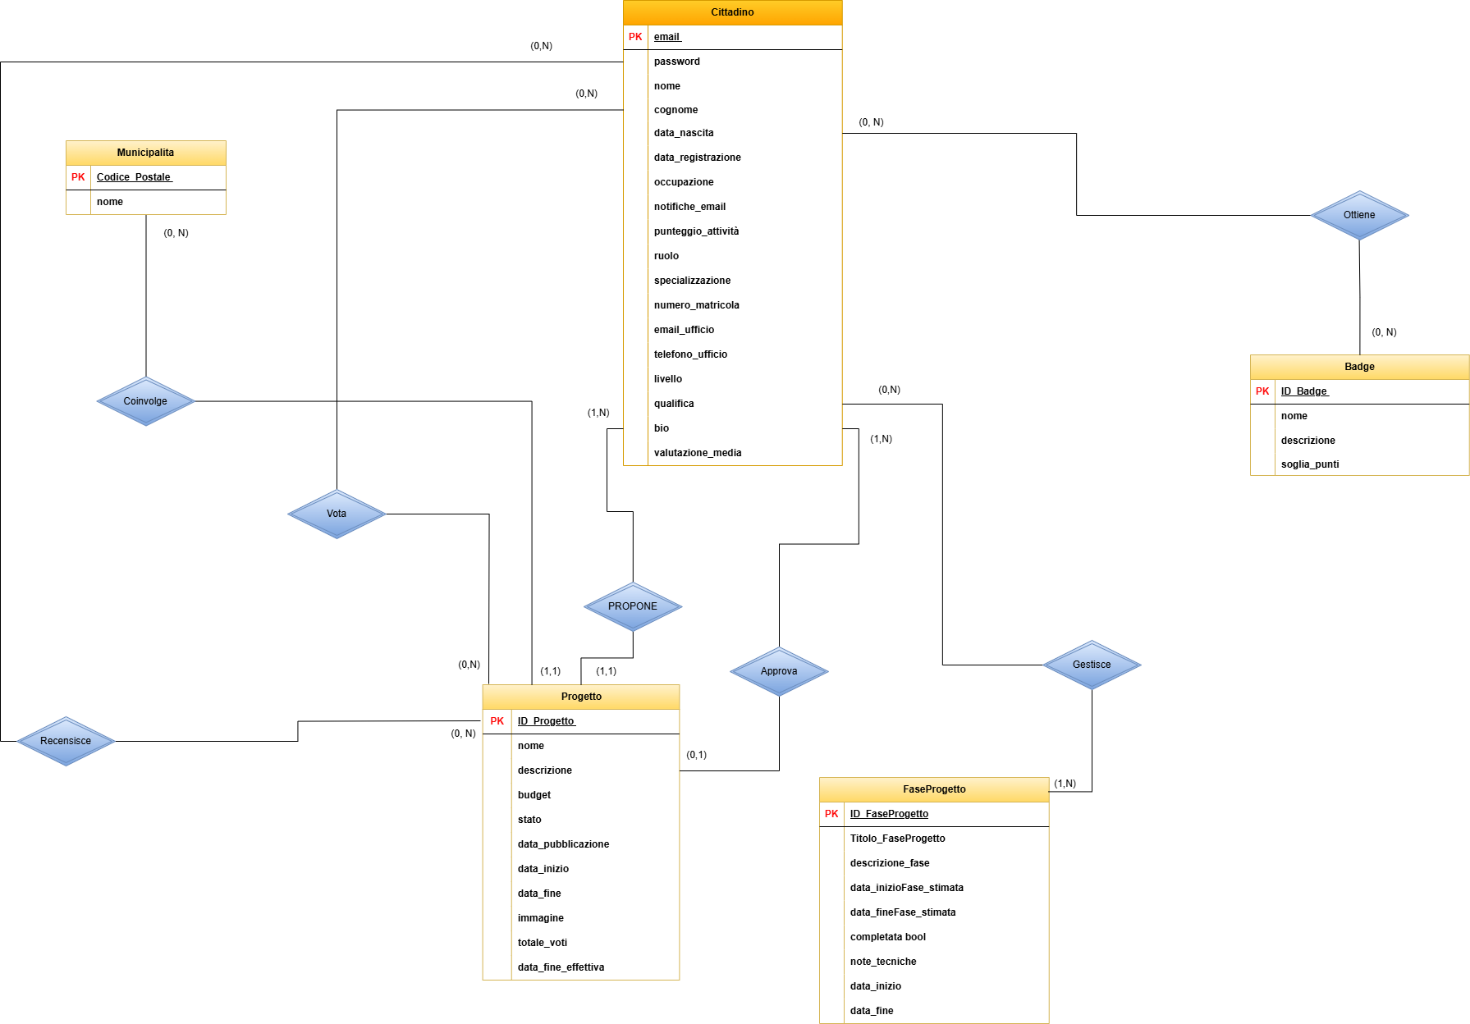 Cittadino
PK email
password
nome
cognome
data_nascita
data_registrazione
occupazione
notifiche_email
punteggio_attività
ruolo
specializzazione
numero_matricola
email_ufficio
telefono_ufficio
livello
qualifica
bio
valutazione_media
(0,N)
(0,N)
(0, N)
Municipalita
PK Codice_Postale
nome
(0, N)
Ottiene
(0, N)
Badge
PK ID_Badge
nome
descrizione
soglia_punti
Coinvolge
(1,N)
(0,N)
(1,N)
Vota
PROPONE
Approva
Gestisce
(0,N)
(1,1)
(1,1)
Recensisce
(0, N)
Progetto
PK ID_Progetto
nome
descrizione
budget
stato
data_pubblicazione
data_inizio
data_fine
immagine
totale_voti
data_fine_effettiva
(0,1)
(1,N)
FaseProgetto
PK ID_FaseProgetto
Titolo_FaseProgetto
descrizione_fase
data_inizioFase_stimata
data_fineFase_stimata
completata bool
note_tecniche
data_inizio
data_fine